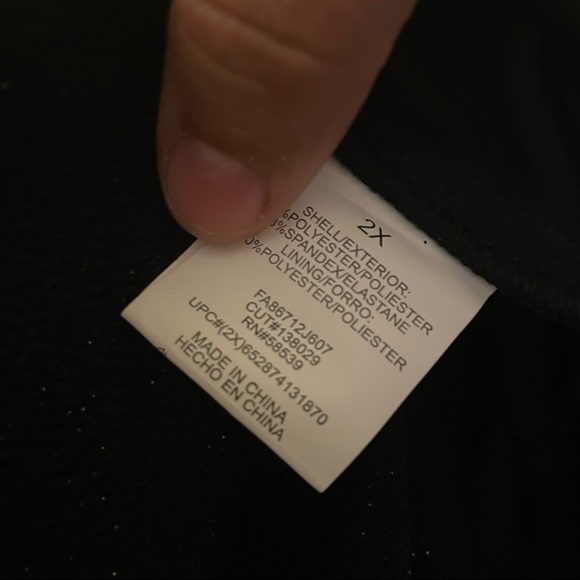 2X
SHELL/EXTERIOR:
%POLYESTER/POLIESTER
%SPANDEX/ELASTANE
LINING/FORRO:
0%POLYESTER/POLIESTER
FA86712J607
CUT#138029
RN#58539
UPC#(2X)652874131870
MADE IN CHINA
HECHO EN CHINA